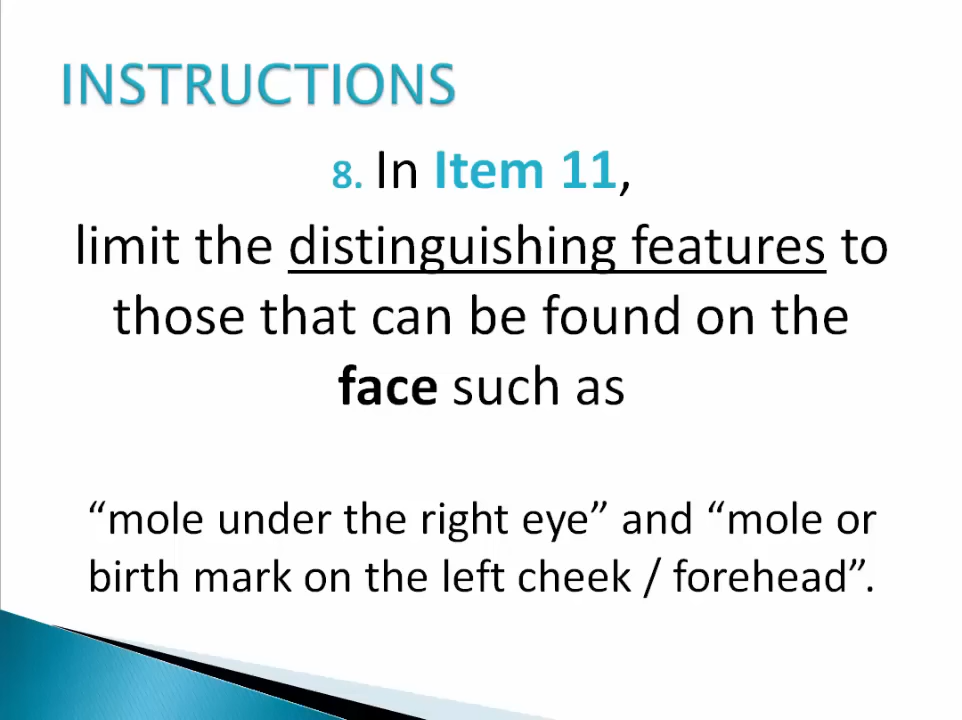 INSTRUCTIONS
8. In Item 11,
limit the distinguishing features to
those that can be found on the
face such as
“mole under the right eye” and “mole or
birth mark on the left cheek / forehead”.